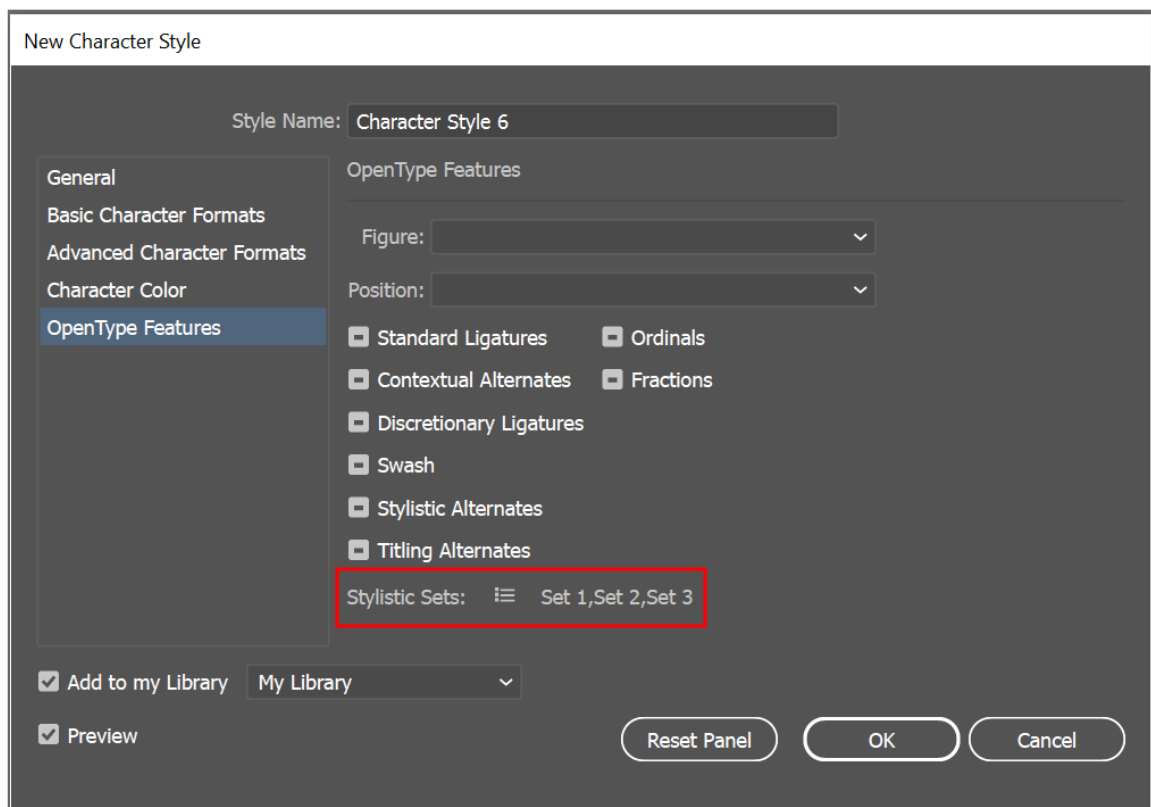 New Character Style
Style Name: Character Style 6
General
Basic Character Formats
Advanced Character Formats
Character Color
OpenType Features
OpenType Features
Figure:
Position:
Standard Ligatures Ordinals
Contextual Alternates Fractions
Discretionary Ligatures
Swash
Stylistic Alternates
Titling Alternates
Stylistic Sets: Set 1,Set 2,Set 3
Add to my Library My Library
Preview
Reset Panel OK Cancel